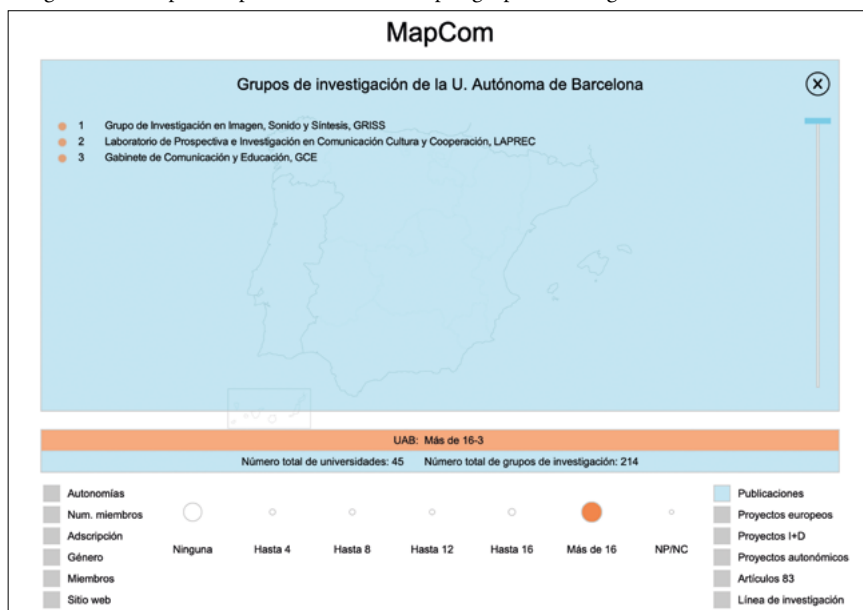 MapCom
Grupos de investigación de la U. Autónoma de Barcelona
X
1 Grupo de Investigación en Imagen, Sonido y Síntesis, GRISS
2 Laboratorio de Prospectiva e Investigación en Comunicación Cultura y Cooperación, LAPREC
3 Gabinete de Comunicación y Educación, GCE
UAB: Más de 16-3
Número total de universidades: 45 Número total de grupos de investigación: 214
Autonomías
Num. miembros
Adscripción
Género
Miembros
Sitio web
Ninguna Hasta 4 Hasta 8 Hasta 12 Hasta 16 Más de 16 NP/NC
Publicaciones
Proyectos europeos
Proyectos I+D
Proyectos autonómicos
Artículos 83
Línea de investigación